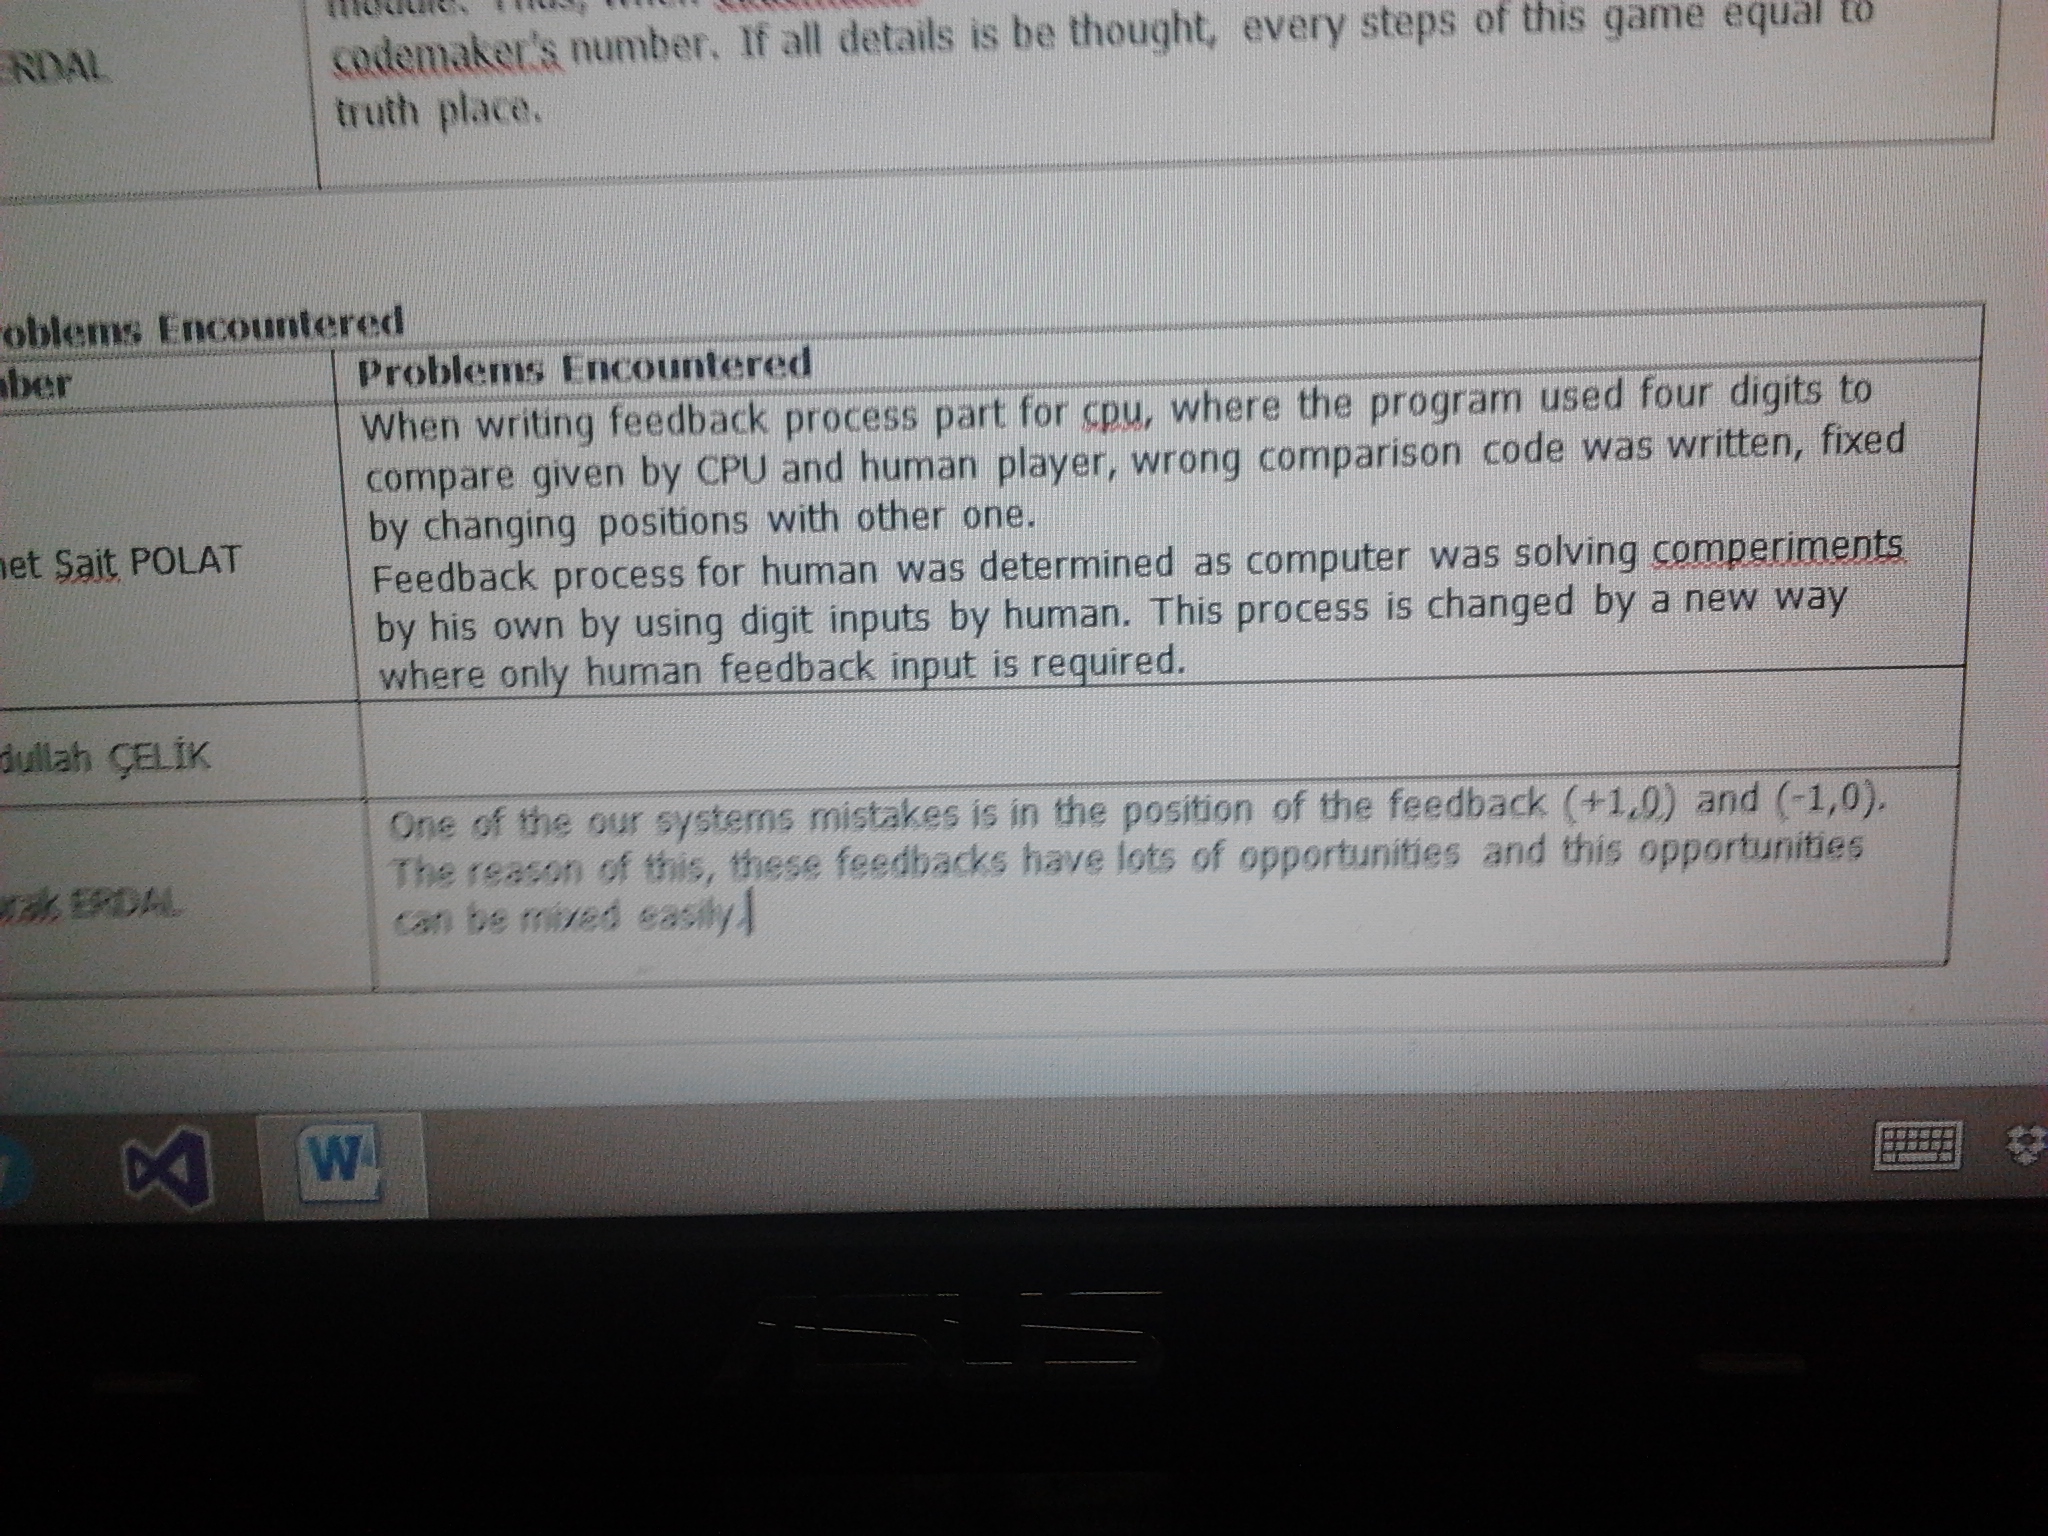 codemaker's number. If all details is be thought, every steps of this game equal to
ERDAL
truth place.
oblems Encountered
ber
Problems Encountered
When writing feedback process part for cpu, where the program used four digits to
compare given by CPU and human player, wrong comparison code was written, fixed
by changing positions with other one.
et Sait POLAT
Feedback process for human was determined as computer was solving comperiments
by his own by using digit inputs by human. This process is changed by a new way
where only human feedback input is required.
dullah ÇELİK
One of the our systems mistakes is in the position of the feedback (+1,0) and (-1,0).
The reason of this, these feedbacks have lots of opportunities and this opportunities
ERDAL
can be mixed easily.
W
ASUS